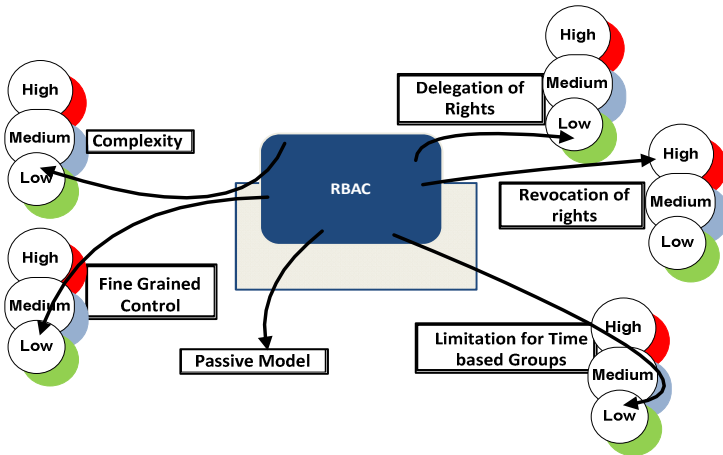 High
Medium
Low
Complexity
High
Medium
Low
Fine Grained
Control
RBAC
Passive Model
Delegation of
Rights
High
Medium
Low
Revocation of
rights
High
Medium
Low
Limitation for Time
based Groups
High
Medium
Low